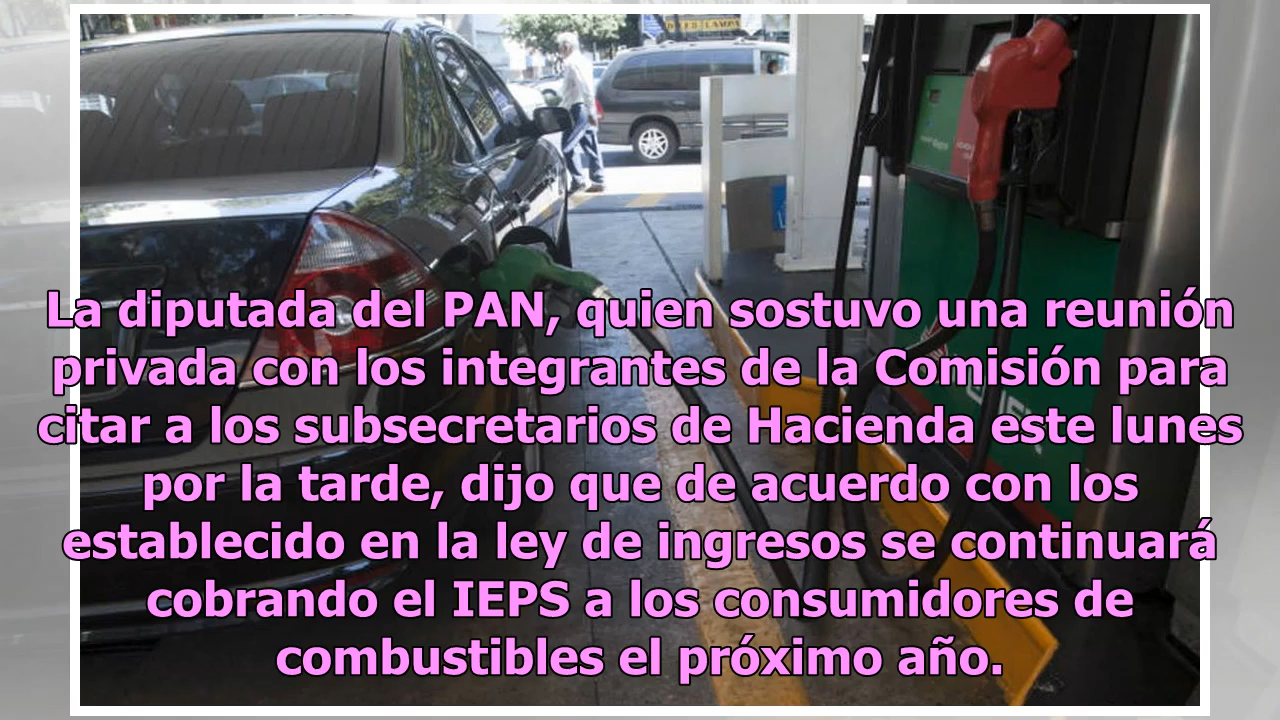 La diputada del PAN, quien sostuvo una reunión
privada con los integrantes de la Comisión para
citar a los subsecretarios de Hacienda este lunes
por la tarde, dijo que de acuerdo con los
establecido en la ley de ingresos se continuará
cobrando el IEPS a los consumidores de
combustibles el próximo año.